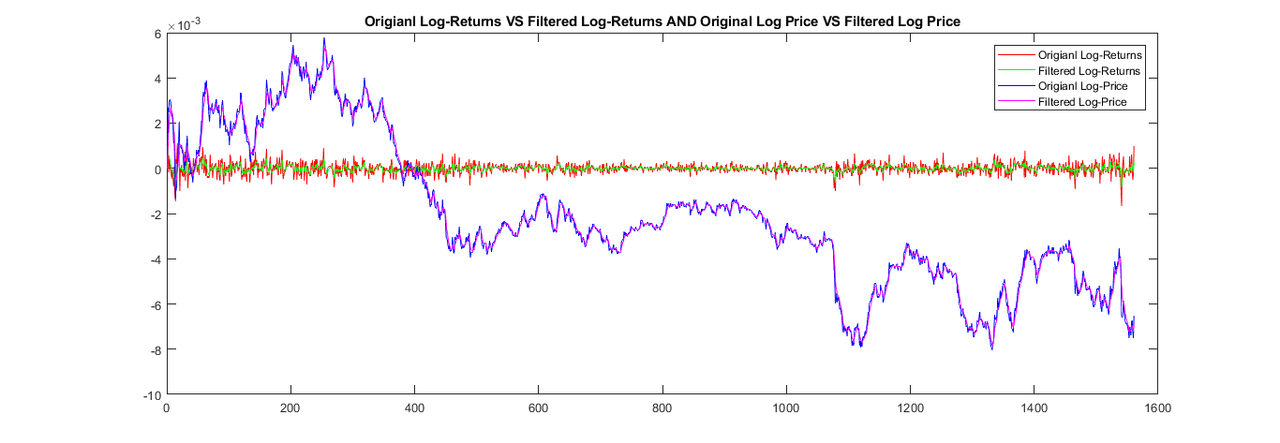 Origianl Log-Returns VS Filtered Log-Returns AND Original Log Price VS Filtered Log Price
×10⁻³
6
4
2
0
-2
-4
-6
-8
-10
0 200 400 600 800 1000 1200 1400 1600
Origianl Log-Returns
Filtered Log-Returns
Origianl Log-Price
Filtered Log-Price